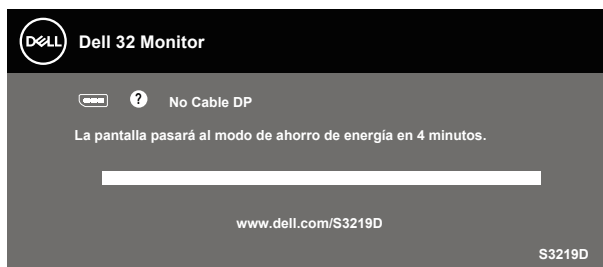 DELL Dell 32 Monitor
? No Cable DP
La pantalla pasará al modo de ahorro de energía en 4 minutos.
www.dell.com/S3219D
S3219D